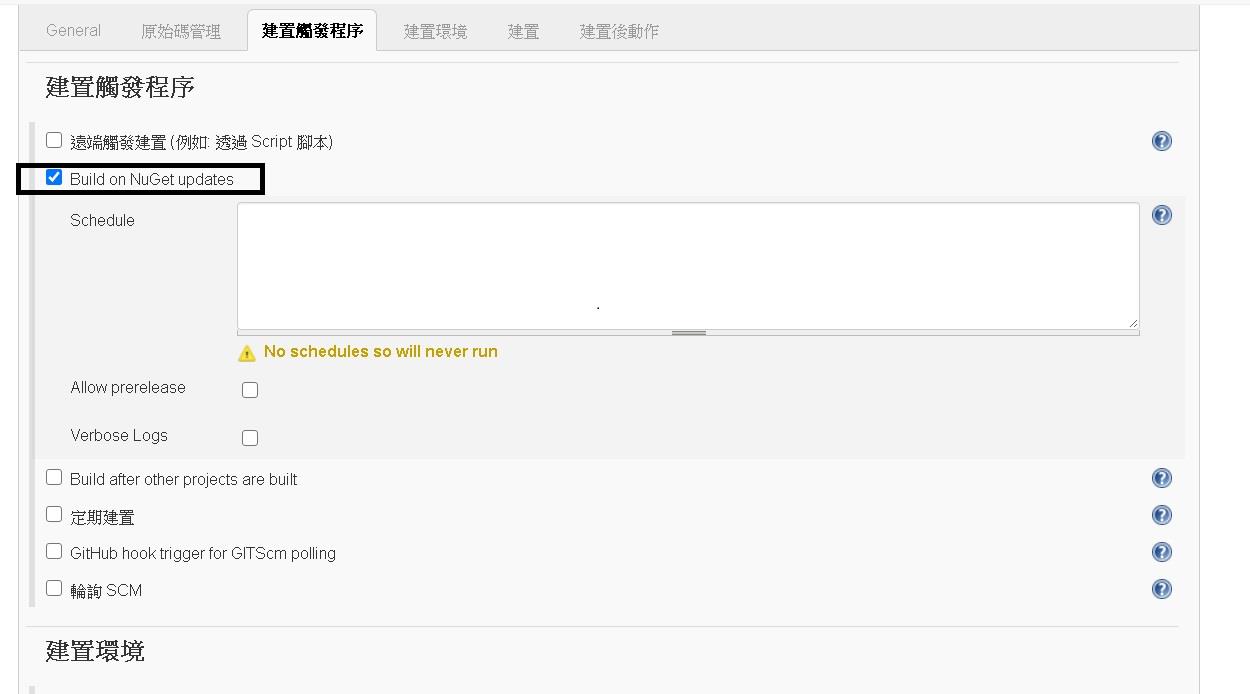 General 原始碼管理 建置觸發程序 建置環境 建置 建置後動作
建置觸發程序
遠端觸發建置 (例如: 透過 Script 腳本)
Build on NuGet updates
Schedule
No schedules so will never run
Allow prerelease
Verbose Logs
Build after other projects are built
定期建置
GitHub hook trigger for GITScm polling
輪詢 SCM
建置環境